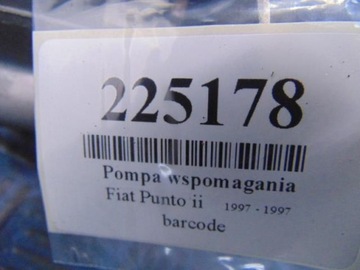 225178
Pompa wspomagania
Fiat Punto ii 1997 - 1997
barcode